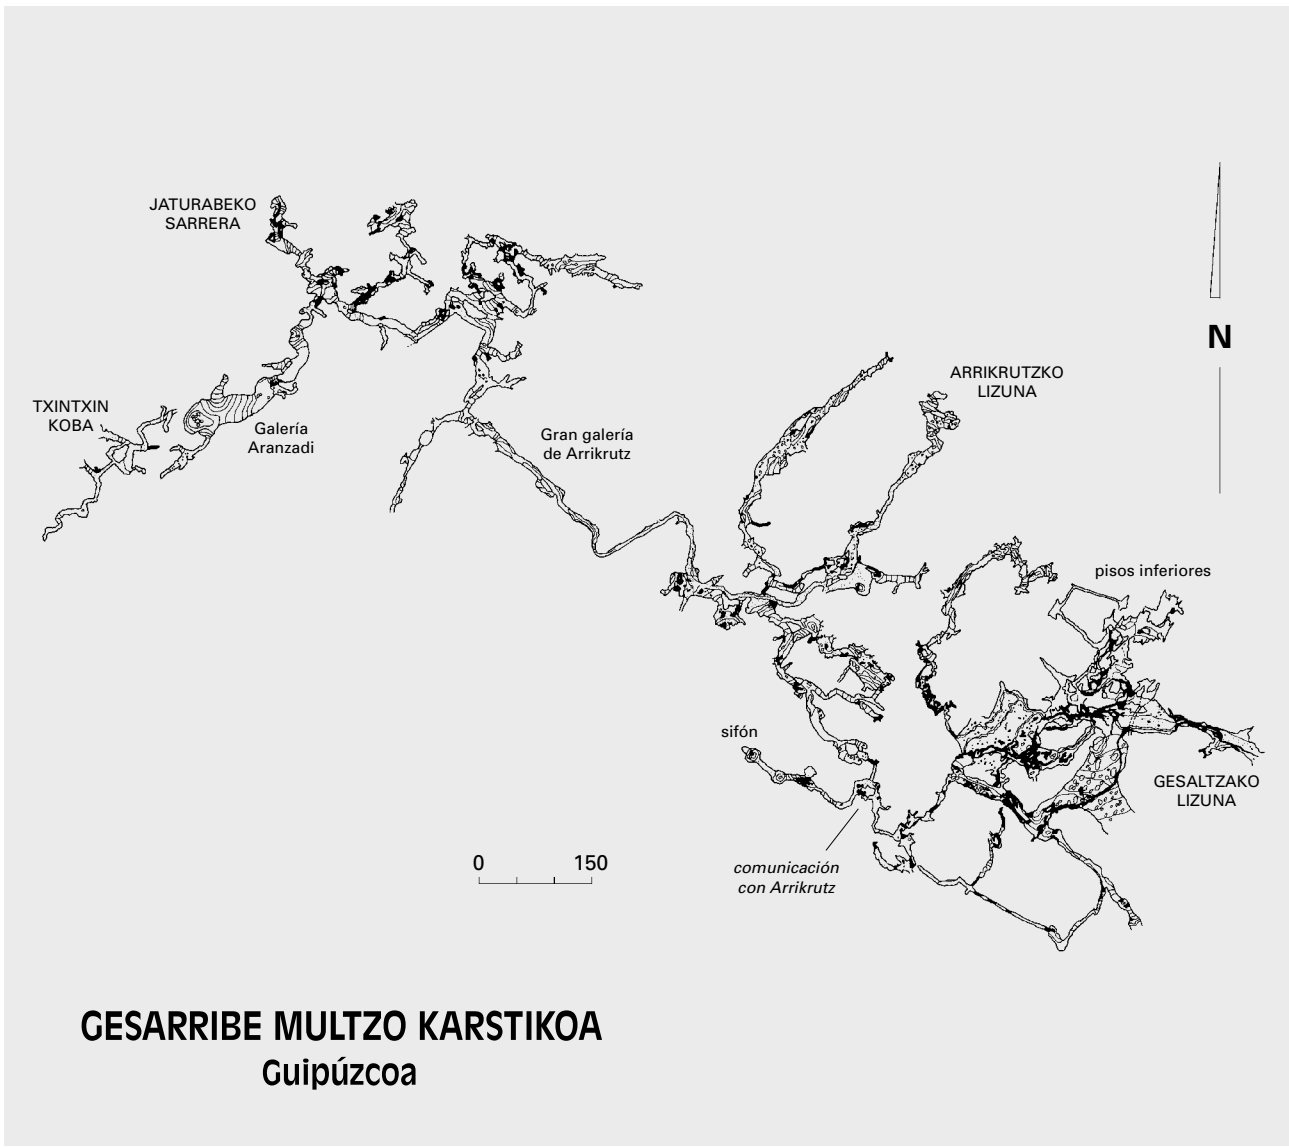 JATURABEKO
SARRERA
N
ARRIKRUTZKO
LIZUNA
TXINTXIN
KOBA
Galería
Aranzadi
Gran galería
de Arrikrutz
pisos inferiores
sifón
GESALTZAKO
LIZUNA
0 150
comunicación
con Arrikrutz
GESARRIBE MULTZO KARSTIKOA
Guipúzcoa